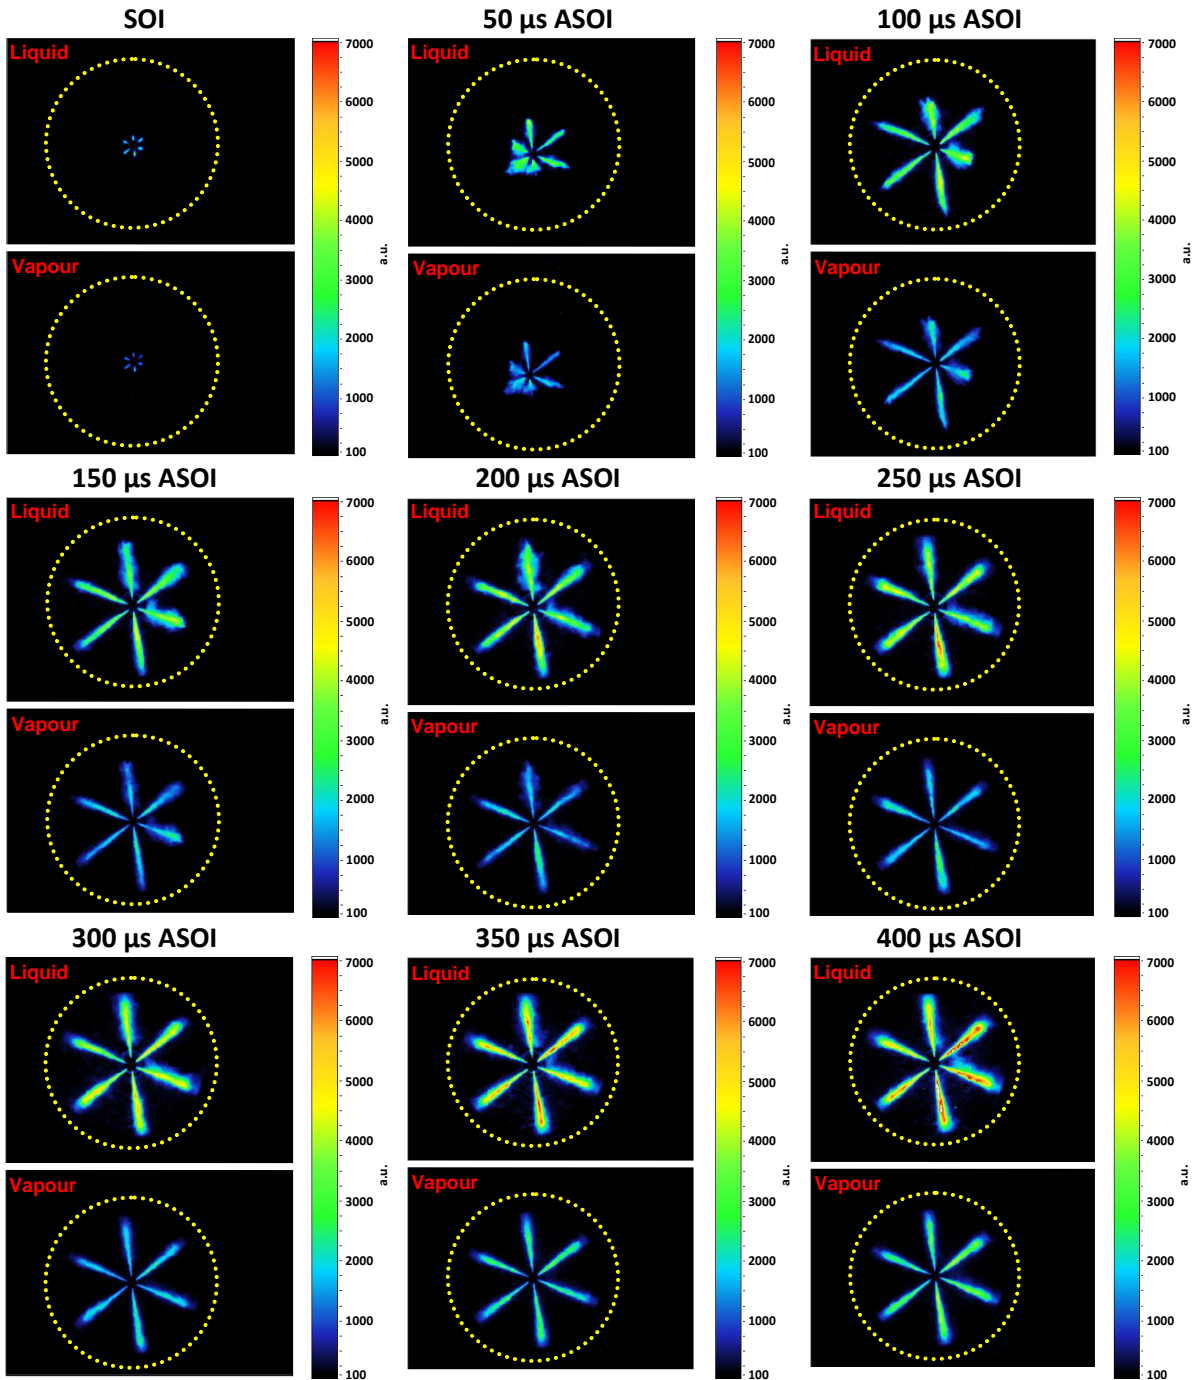 SOI 50 µs ASOI 100 µs ASOI
Liquid 7000 Liquid 7000 Liquid 7000
6000 6000 6000
5000 5000 5000
4000 4000 4000
a.u. a.u. a.u.
Vapour 3000 Vapour 3000 Vapour 3000
2000 2000 2000
1000 1000 1000
100 100 100
150 µs ASOI 200 µs ASOI 250 µs ASOI
Liquid 7000 Liquid 7000 Liquid 7000
6000 6000 6000
5000 5000 5000
4000 4000 4000
a.u. a.u. a.u.
Vapour 3000 Vapour 3000 Vapour 3000
2000 2000 2000
1000 1000 1000
100 100 100
300 µs ASOI 350 µs ASOI 400 µs ASOI
Liquid 7000 Liquid 7000 Liquid 7000
6000 6000 6000
5000 5000 5000
4000 4000 4000
a.u. a.u. a.u.
Vapour 3000 Vapour 3000 Vapour 3000
2000 2000 2000
1000 1000 1000
100 100 100